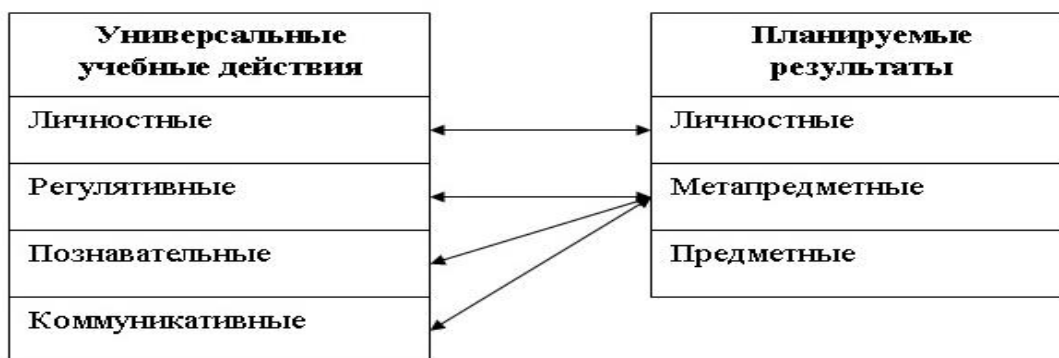 Универсальные
учебные действия
Личностные
Регулятивные
Познавательные
Коммуникативные
Планируемые
результаты
Личностные
Метапредметные
Предметные